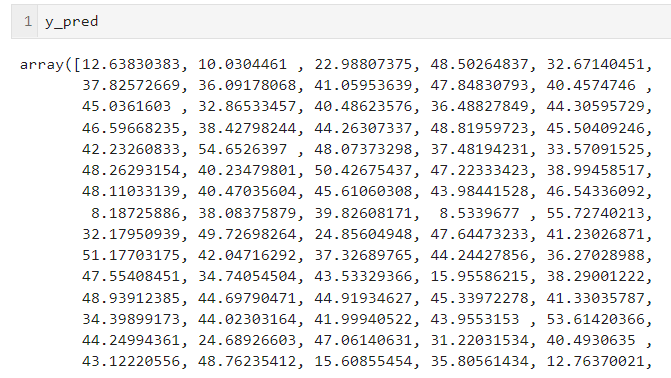 1 y_pred
array([12.63830383, 10.0304461 , 22.98807375, 48.50264837, 32.67140451,
37.82572669, 36.09178068, 41.05953639, 47.84830793, 40.4574746 ,
45.0361603 , 32.86533457, 40.48623576, 36.48827849, 44.30595729,
46.59668235, 38.42798244, 44.26307337, 48.81959723, 45.50409246,
42.23260833, 54.6526397 , 48.07373298, 37.48194231, 33.57091525,
48.26293154, 40.23479801, 50.42675437, 47.22333423, 38.99458517,
48.11033139, 40.47035604, 45.61060308, 43.98441528, 46.54336092,
8.18725886, 38.08375879, 39.82608171, 8.5339677 , 55.72740213,
32.17950939, 49.72698264, 24.85604948, 47.64473233, 41.23026871,
51.17703175, 42.04716292, 37.32689765, 44.24427856, 36.27028988,
47.55408451, 34.74054504, 43.53329366, 15.95586215, 38.29001222,
48.93912385, 44.69790471, 44.91934627, 45.33972278, 41.33035787,
34.39899173, 44.02303164, 41.99940522, 43.9553153 , 53.61420366,
44.24994361, 24.68926603, 47.06140631, 31.22031534, 40.4930635 ,
43.12220556, 48.76235412, 15.60855454, 35.80561434, 12.76370021,